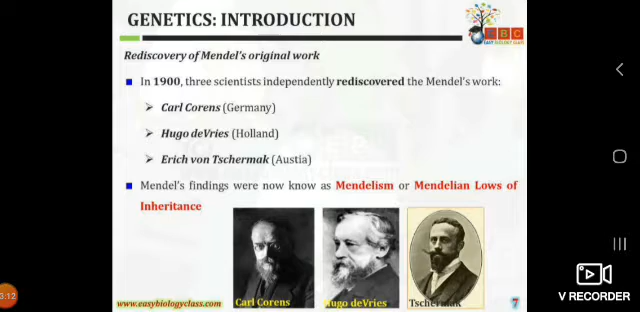 GENETICS: INTRODUCTION
E B C
EASY BIOLOGY CLASS
Rediscovery of Mendel's original work
In 1900, three scientists independently rediscovered the Mendel's work:
Carl Corens (Germany)
Hugo deVries (Holland)
Erich von Tschermak (Austia)
Mendel's findings were now know as Mendelism or Mendelian Lows of
Inheritance
www.easybiologyclass.com
Carl Corens
Hugo deVries
Tschermak
7
3:12
V RECORDER